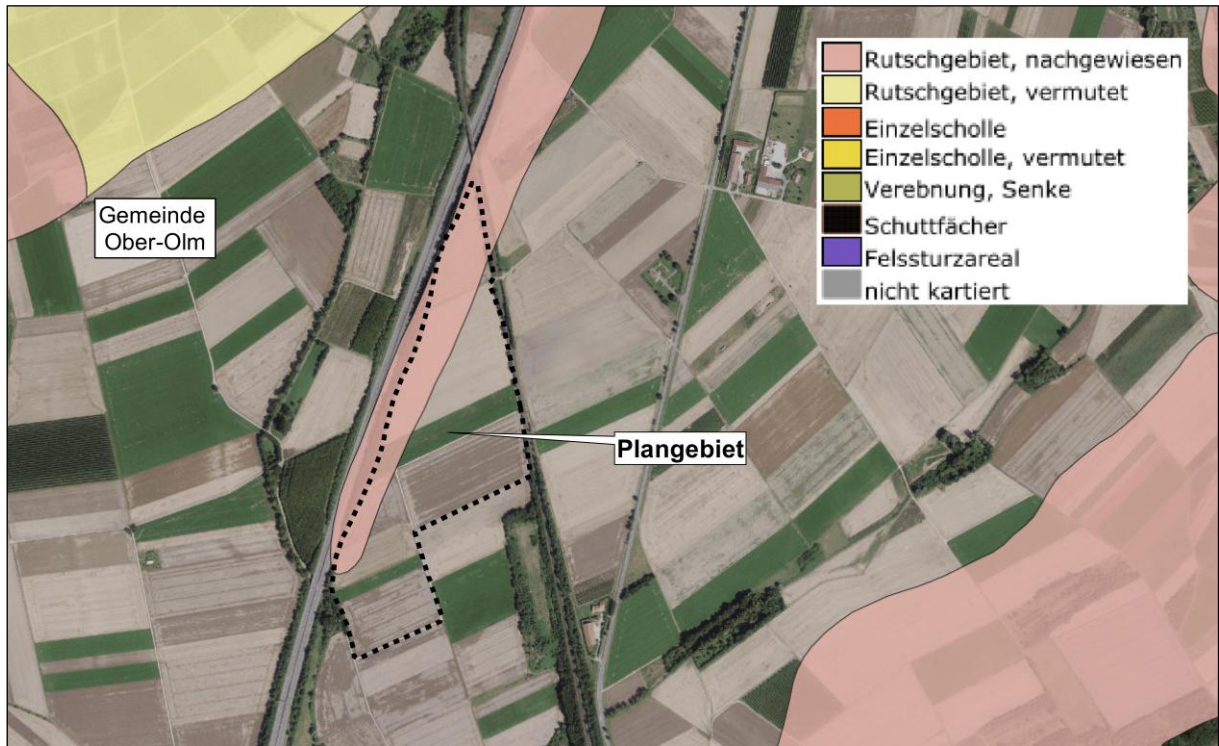 Rutschgebiet, nachgewiesen
Rutschgebiet, vermutet
Einzelscholle
Einzelscholle, vermutet
Verebnung, Senke
Schuttfächer
Felssturzareal
nicht kartiert
Gemeinde
Ober-Olm
Plangebiet